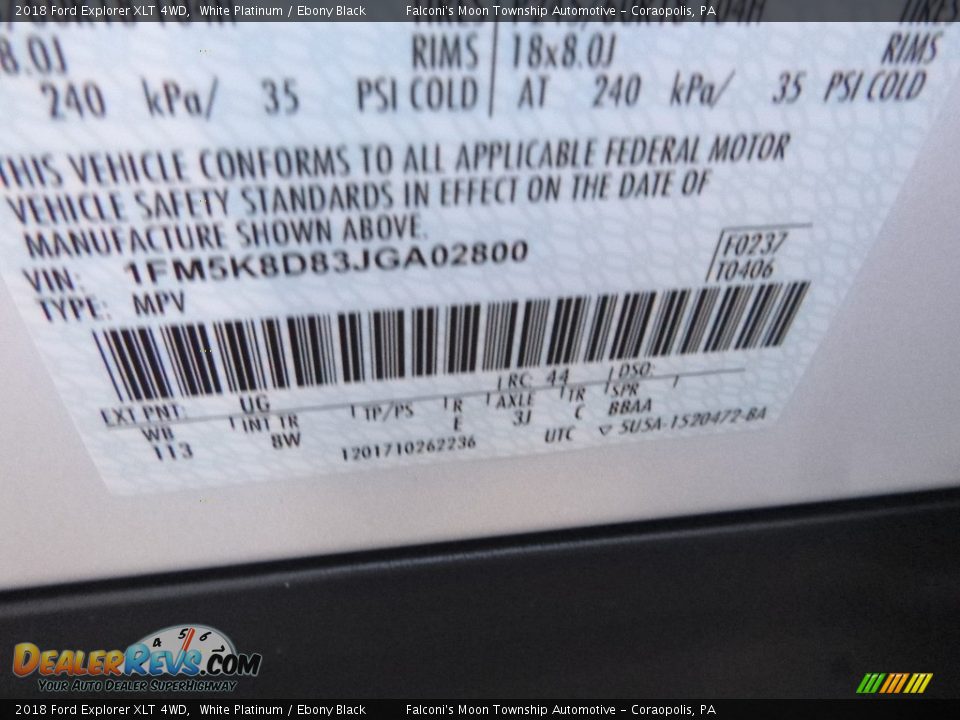 2018 Ford Explorer XLT 4WD, White Platinum / Ebony Black Falconi's Moon Township Automotive - Coraopolis, PA
8.0J RIMS 18x8.0J RIMS
240 kPa/ 35 PSI COLD AT 240 kPa/ 35 PSI COLD
THIS VEHICLE CONFORMS TO ALL APPLICABLE FEDERAL MOTOR
VEHICLE SAFETY STANDARDS IN EFFECT ON THE DATE OF
MANUFACTURE SHOWN ABOVE.
VIN: 1FM5K8D83JGA02800
F0237
T0406
TYPE: MPV
EXT PNT: UG RC: 44 DSO:
WB INT TR TP/PS R AXLE TR SPR
113 8W E 3J C BBAA
1201710262236 UTC ▽ 5U5A-1520472-BA
4 5 6 7
DealerRevs.com
Your Auto Dealer SuperHighway
2018 Ford Explorer XLT 4WD, White Platinum / Ebony Black Falconi's Moon Township Automotive - Coraopolis, PA